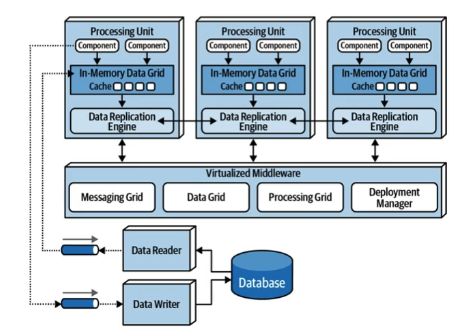 Processing Unit
Component Component
In-Memory Data Grid
Cache
Data Replication
Engine
Processing Unit
Component Component
In-Memory Data Grid
Cache
Data Replication
Engine
Processing Unit
Component Component
In-Memory Data Grid
Cache
Data Replication
Engine
Virtualized Middleware
Messaging Grid
Data Grid
Processing Grid
Deployment
Manager
Data Reader
Data Writer
Database